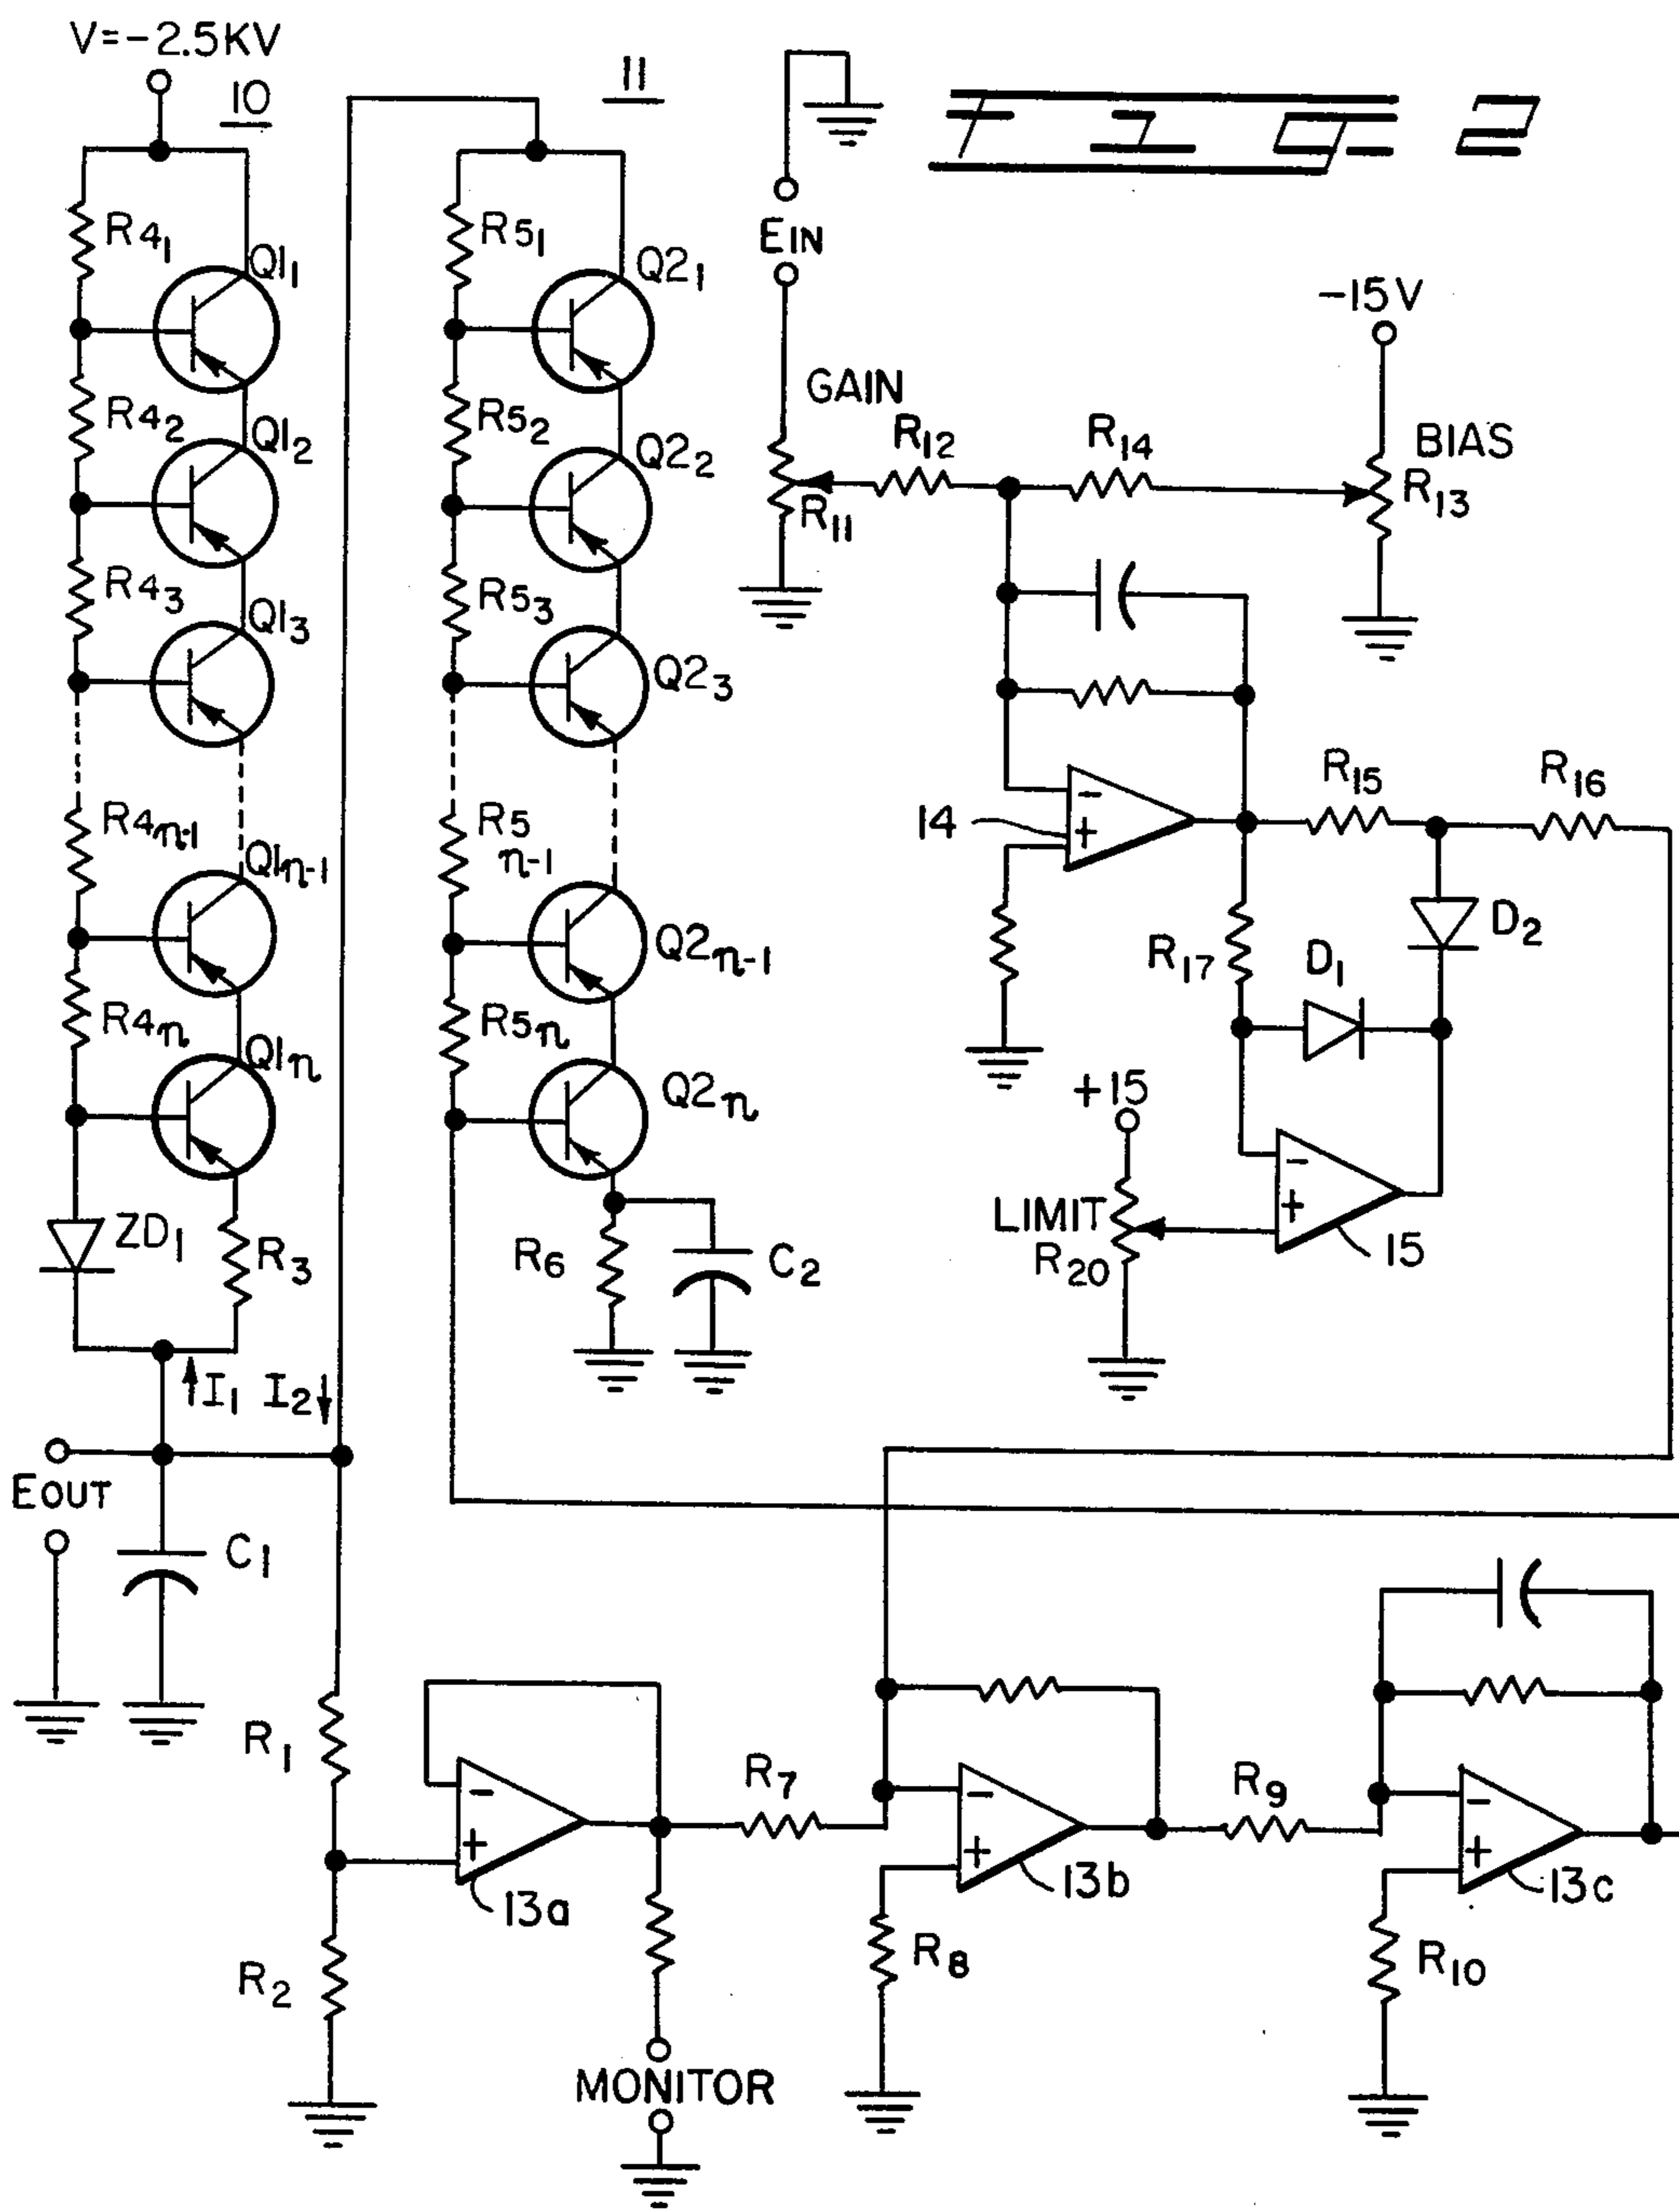 V=-2.5KV
10
11
FIG 2
R4₁
Q1₁
R5₁
Q2₁
EIN
-15V
GAIN
R4₂
Q1₂
R5₂
Q2₂
R12
R14
BIAS
R13
R11
R4₃
Q1₃
R5₃
Q2₃
R15
R16
R4n-1
R5
n-1
14
-
+
Q1n-1
Q2n-1
R17
D1
D2
R4n
R5n
Q1n
Q2n
+15
-
+
LIMIT
R20
15
ZD1
R3
R6
C2
I1
I2
EOUT
C1
R1
R7
R9
-
+
-
+
-
+
13a
13b
13c
R2
R8
R10
MONITOR